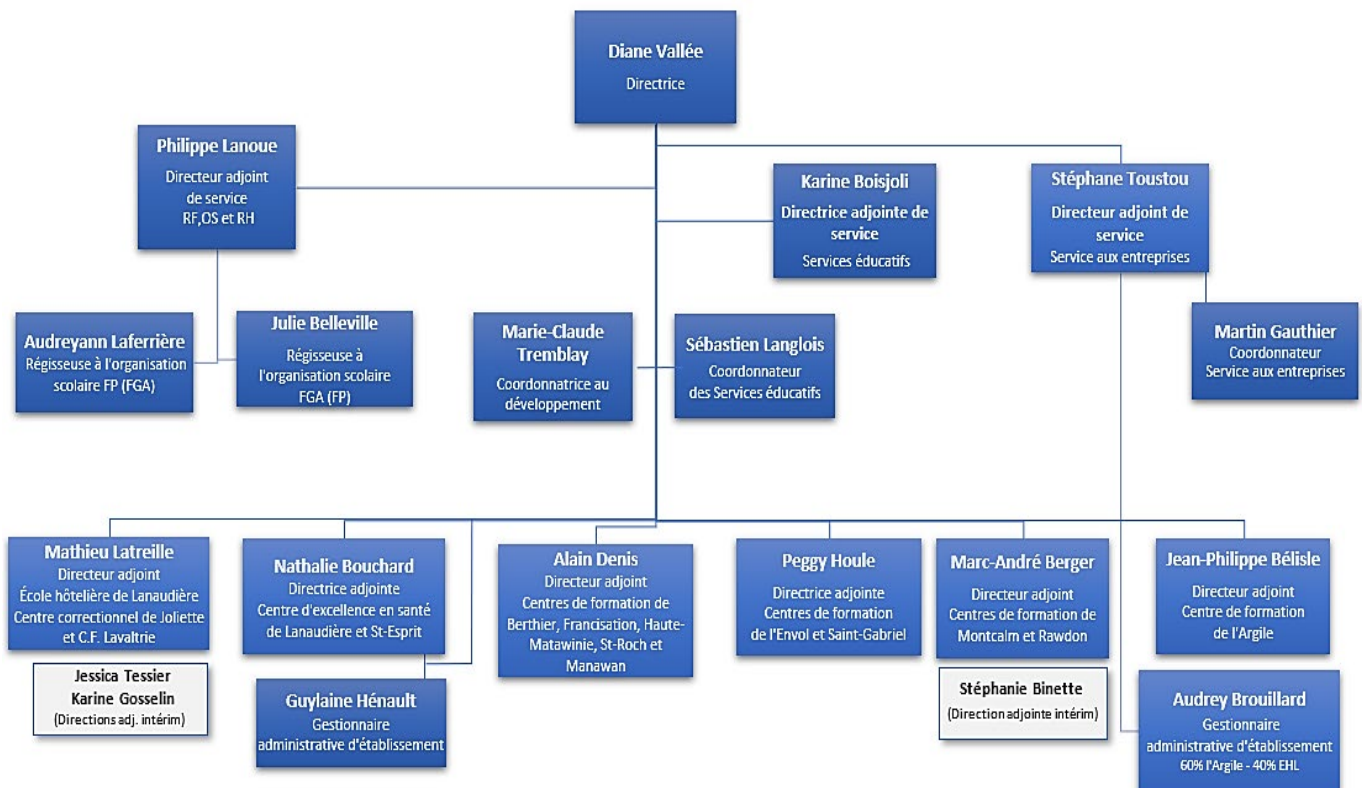 Diane Vallée
Directrice
Philippe Lanoue
Directeur adjoint
de service
RF,OS et RH
Karine Boisjoli
Directrice adjointe de
service
Services éducatifs
Stéphane Toustou
Directeur adjoint de
service
Service aux entreprises
Audreyann Laferrière
Régisseuse à l'organisation
scolaire FP (FGA)
Julie Belleville
Régisseuse à
l'organisation scolaire
FGA (FP)
Marie-Claude
Tremblay
Coordonnatrice au
développement
Sébastien Langlois
Coordonnateur
des Services éducatifs
Martin Gauthier
Coordonnateur
Service aux entreprises
Mathieu Latreille
Directeur adjoint
École hôtelière de Lanaudière
Centre correctionnel de Joliette
et C.F. Lavaltrie
Jessica Tessier
Karine Gosselin
(Directions adj. intérim)
Nathalie Bouchard
Directrice adjointe
Centre d'excellence en santé
de Lanaudière et St-Esprit
Guylaine Hénault
Gestionnaire
administrative d'établissement
Alain Denis
Directeur adjoint
Centres de formation de
Berthier, Francisation, Haute-
Matawinie, St-Roch et
Manawan
Peggy Houle
Directrice adjointe
Centres de formation
de l'Envol et Saint-Gabriel
Marc-André Berger
Directeur adjoint
Centres de formation de
Montcalm et Rawdon
Stéphanie Binette
(Direction adjointe intérim)
Jean-Philippe Bélisle
Directeur adjoint
Centre de formation
de l'Argile
Audrey Brouillard
Gestionnaire
administrative d'établissement
60% l'Argile - 40% EHL